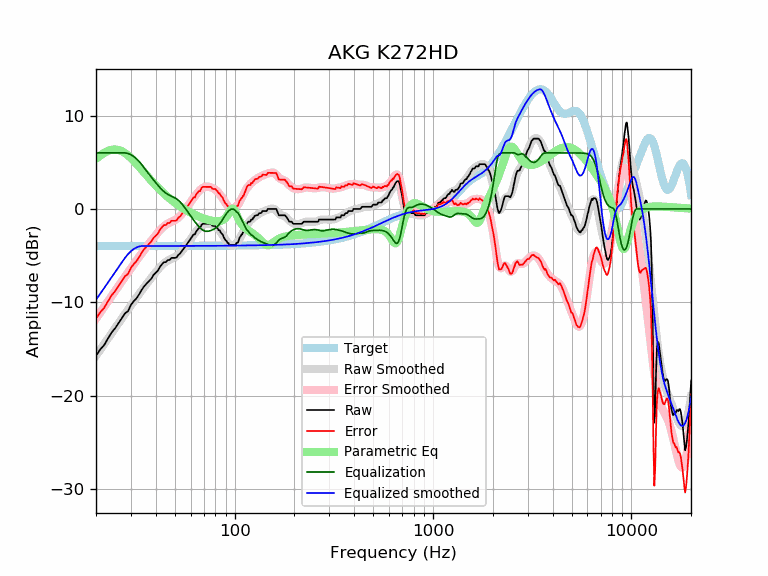 AKG K272HD
Amplitude (dBr)
10
0
−10
−20
−30
Target
Raw Smoothed
Error Smoothed
Raw
Error
Parametric Eq
Equalization
Equalized smoothed
100 1000 10000
Frequency (Hz)